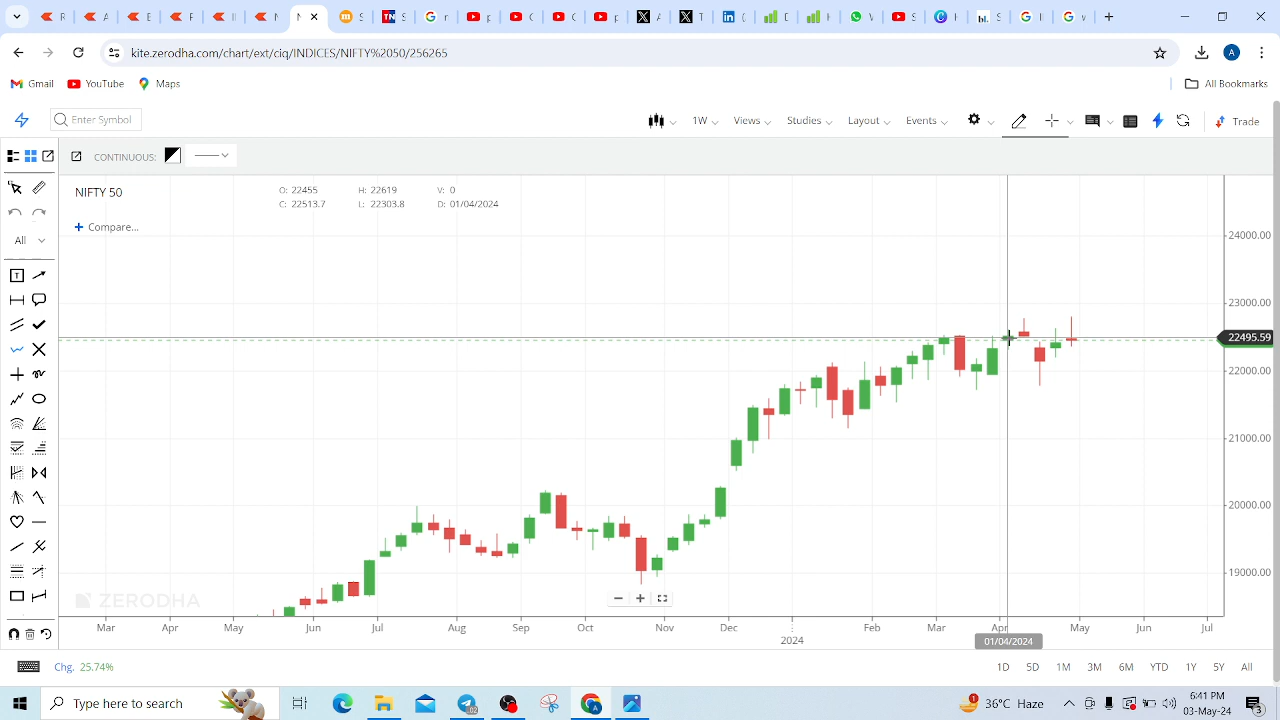 kite.zerodha.com/chart/ext/ciq/INDICES/NIFTY%2050/256265
A
Gmail
YouTube
Maps
All Bookmarks
Enter Symbol
1W
Views
Studies
Layout
Events
Trade
CONTINUOUS:
NIFTY 50
O: 22455
H: 22619
V: 0
C: 22513.7
L: 22303.8
D: 01/04/2024
+ Compare...
All
24000.00
23000.00
22495.59
22000.00
21000.00
20000.00
19000.00
ZERODHA
Mar
Apr
May
Jun
Jul
Aug
Sep
Oct
Nov
Dec
2024
Feb
Mar
Apr
May
Jun
Jul
01/04/2024
Chg. 25.74%
1D
5D
1M
3M
6M
YTD
1Y
5Y
All
Type here to search
36°C Haze
6:41 PM
03-May-24